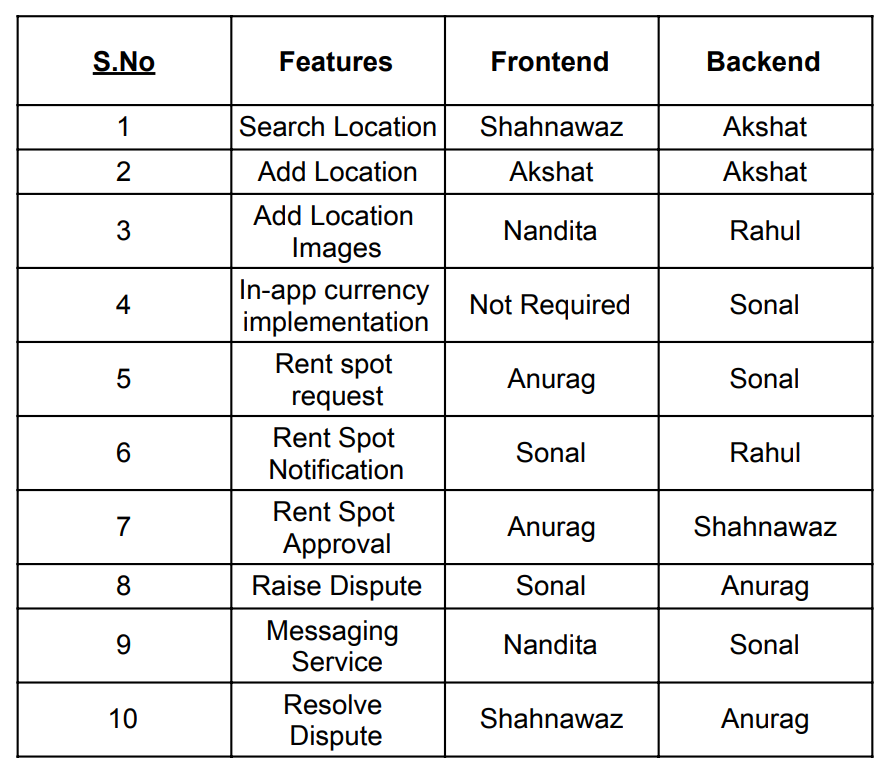 S.No Features Frontend Backend
1 Search Location Shahnawaz Akshat
2 Add Location Akshat Akshat
3 Add Location Images Nandita Rahul
4 In-app currency implementation Not Required Sonal
5 Rent spot request Anurag Sonal
6 Rent Spot Notification Sonal Rahul
7 Rent Spot Approval Anurag Shahnawaz
8 Raise Dispute Sonal Anurag
9 Messaging Service Nandita Sonal
10 Resolve Dispute Shahnawaz Anurag